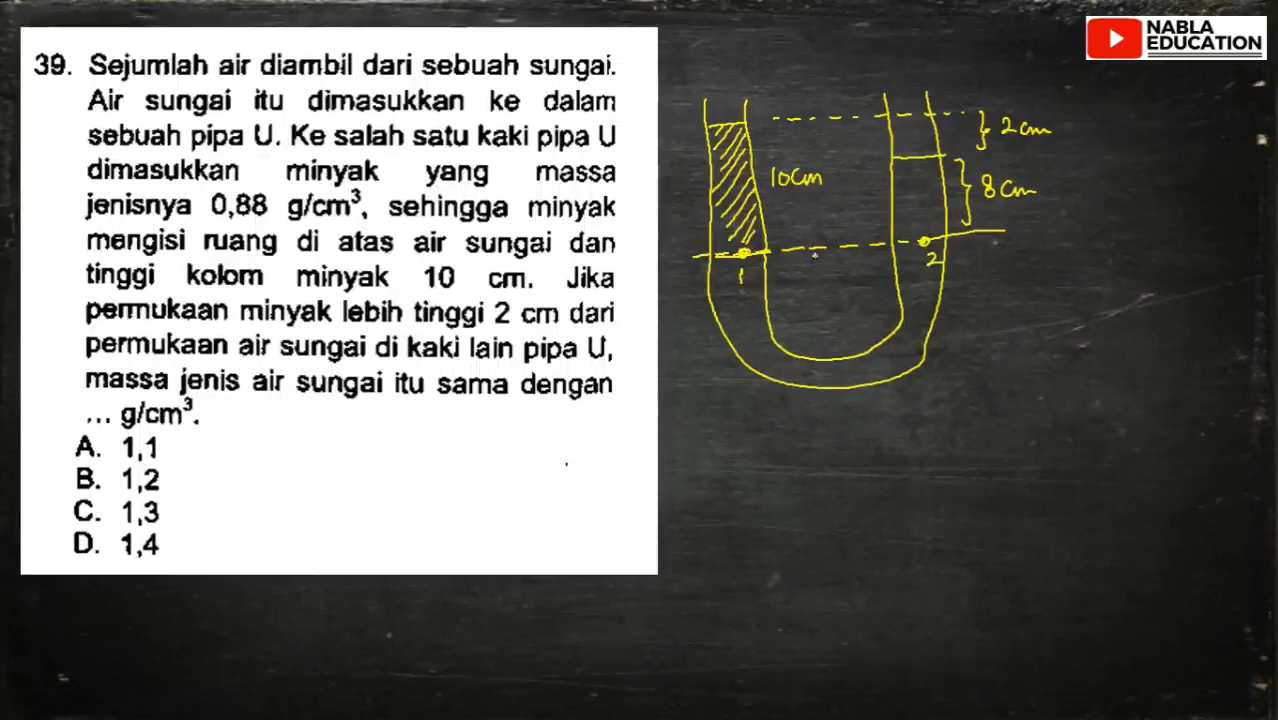 NABLA
EDUCATION
39. Sejumlah air diambil dari sebuah sungai.
Air sungai itu dimasukkan ke dalam
sebuah pipa U. Ke salah satu kaki pipa U
dimasukkan minyak yang massa
jenisnya 0,88 g/cm³, sehingga minyak
mengisi ruang di atas air sungai dan
tinggi kolom minyak 10 cm. Jika
permukaan minyak lebih tinggi 2 cm dari
permukaan air sungai di kaki lain pipa U,
massa jenis air sungai itu sama dengan
... g/cm³.
A. 1,1
B. 1,2
C. 1,3
D. 1,4
2 cm
10 cm
8 cm
1
2